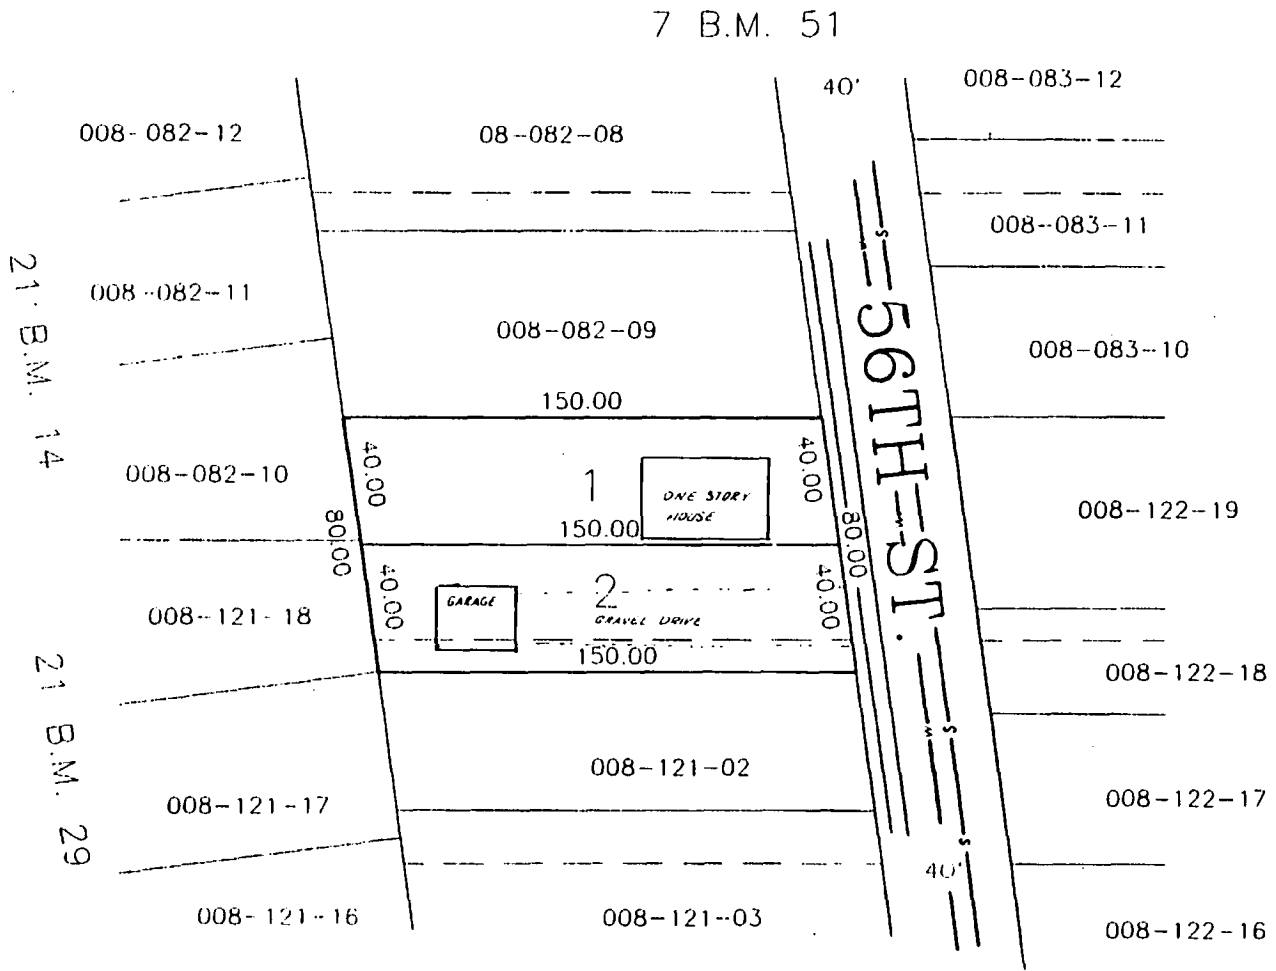 7 B.M. 51
40'
008-083-12
008-082-12
08-082-08
008-083-11
21 B.M. 14
008-082-11
008-082-09
56TH ST.
W
S
008-083-10
150.00
40.00
40.00
008-082-10
1
ONE STORY
HOUSE
150.00
80.00
80.00
W
008-122-19
40.00
40.00
GARAGE
2
GRAVEL DRIVE
008-121-18
150.00
21 B.M. 29
008-122-18
W
S
008-121-02
008-121-17
008-122-17
S
40'
008-121-16
008-121-03
008-122-16